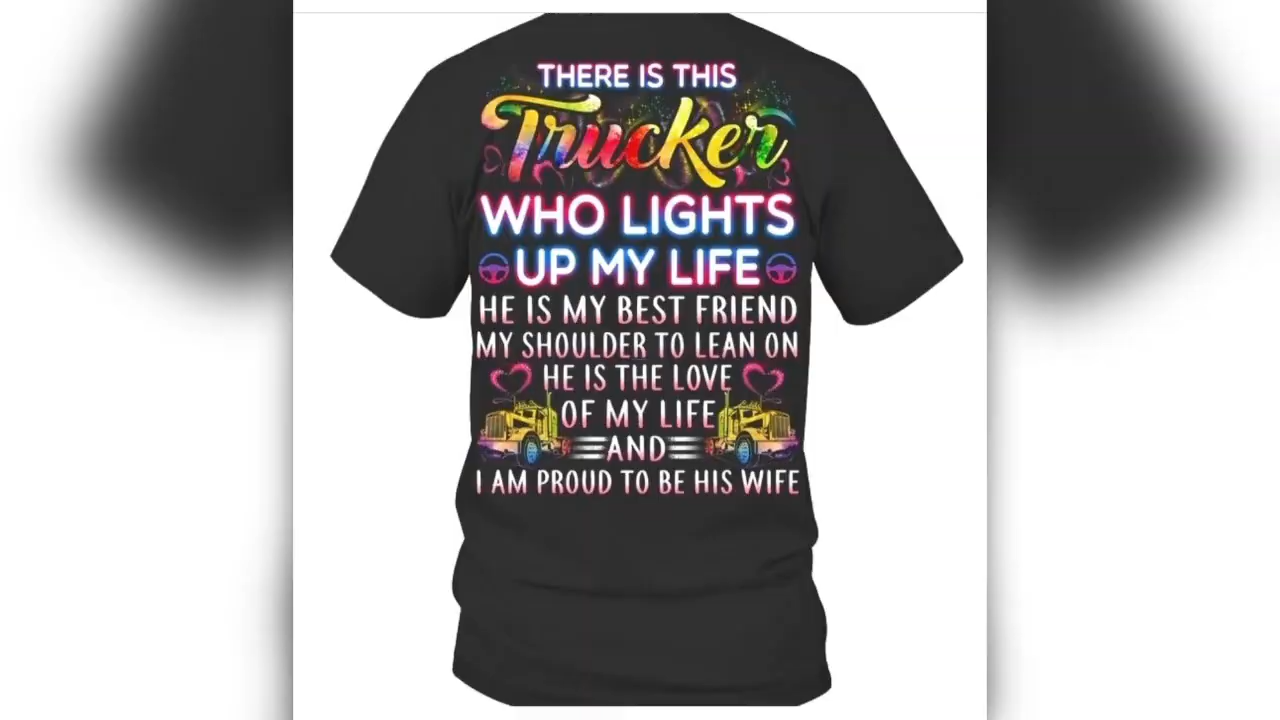 THERE IS THIS
Trucker
WHO LIGHTS
UP MY LIFE
HE IS MY BEST FRIEND
MY SHOULDER TO LEAN ON
HE IS THE LOVE
OF MY LIFE
AND
I AM PROUD TO BE HIS WIFE